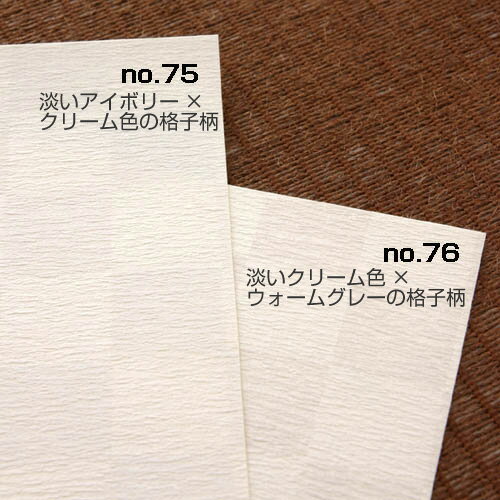 no.75
淡いアイボリー ×
クリーム色の格子柄
no.76
淡いクリーム色 ×
ウォームグレーの格子柄